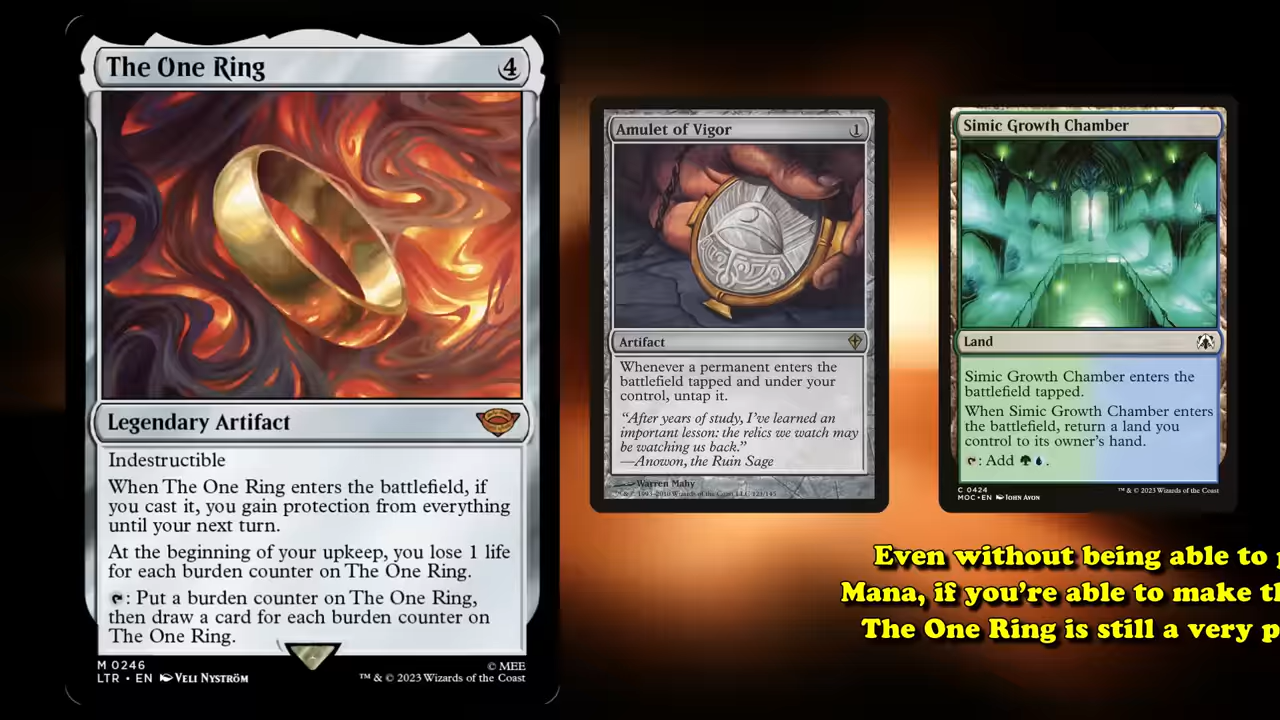 The One Ring
4
Legendary Artifact
Indestructible
When The One Ring enters the battlefield, if
you cast it, you gain protection from everything
until your next turn.
At the beginning of your upkeep, you lose 1 life
for each burden counter on The One Ring.
: Put a burden counter on The One Ring,
then draw a card for each burden counter on
The One Ring.
M 0246
LTR • EN VELI NYSTRÖM
© MEE
™ & © 2023 Wizards of the Coast
Amulet of Vigor
1
Artifact
Whenever a permanent enters the
battlefield tapped and under your
control, untap it.
"After years of study, I've learned an
important lesson: the relics we watch may
be watching us back."
—Anowon, the Ruin Sage
Warren Mahy
Simic Growth Chamber
Land
Simic Growth Chamber enters the
battlefield tapped.
When Simic Growth Chamber enters
the battlefield, return a land you
control to its owner's hand.
: Add .
C 0424
MOC • EN JOHN AVON
™ & © 2023 Wizards of the Coast
Even without being able to
Mana, if you're able to make
The One Ring is still a very